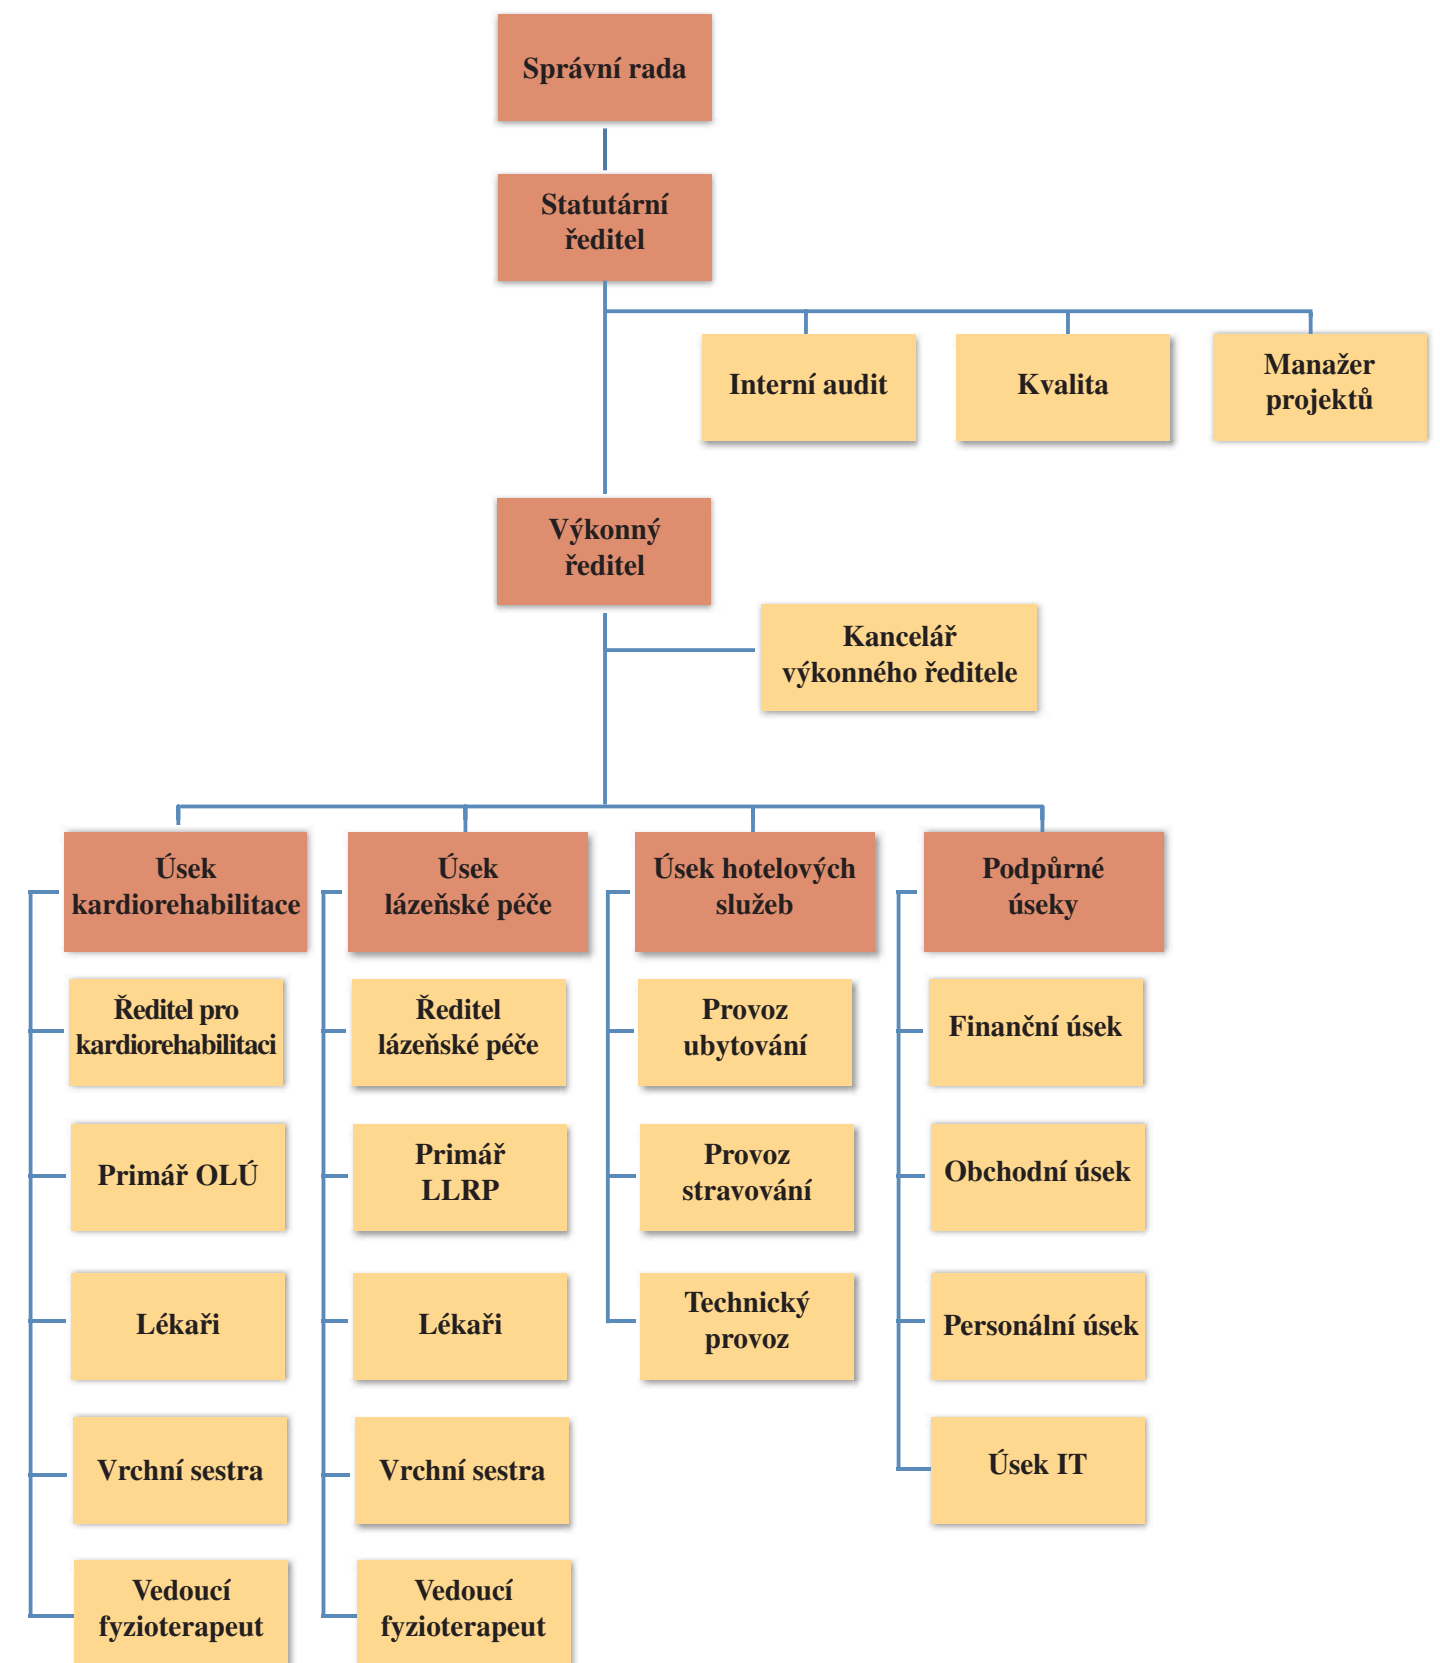 Správní rada
Statutární
ředitel
Interní audit
Kvalita
Manažer
projektů
Výkonný
ředitel
Kancelář
výkonného ředitele
Úsek
kardiorehabilitace
Úsek
lázeňské péče
Úsek hotelových
služeb
Podpůrné
úseky
Ředitel pro
kardiorehabilitaci
Ředitel
lázeňské péče
Provoz
ubytování
Finanční úsek
Primář OLÚ
Primář
LLRP
Provoz
stravování
Obchodní úsek
Lékaři
Lékaři
Technický
provoz
Personální úsek
Vrchní sestra
Vrchní sestra
Úsek IT
Vedoucí
fyzioterapeut
Vedoucí
fyzioterapeut